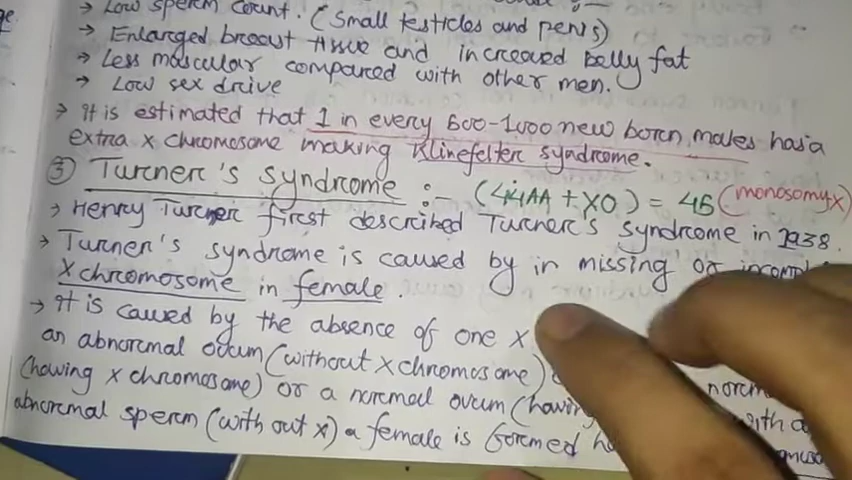 → Low sperm count. (Small testicles and penis)
→ Enlarged breast tissue and increased belly fat
→ Less muscular compared with other men.
→ Low sex drive
→ It is estimated that 1 in every 600-1000 new born males has a
extra x chromosome making Klinefelter syndrome.
③ Turner's syndrome :- (44AA + XO) = 45 (monosomy x)
→ Henry Turner first described Turner's syndrome in 1938.
→ Turner's syndrome is caused by in missing or
X chromosome in female.
→ It is caused by the absence of one X
an abnormal ovum (without X chromosome)
(having X chromosome) or a normal ovum (having
abnormal sperm (with out X) a female is formed